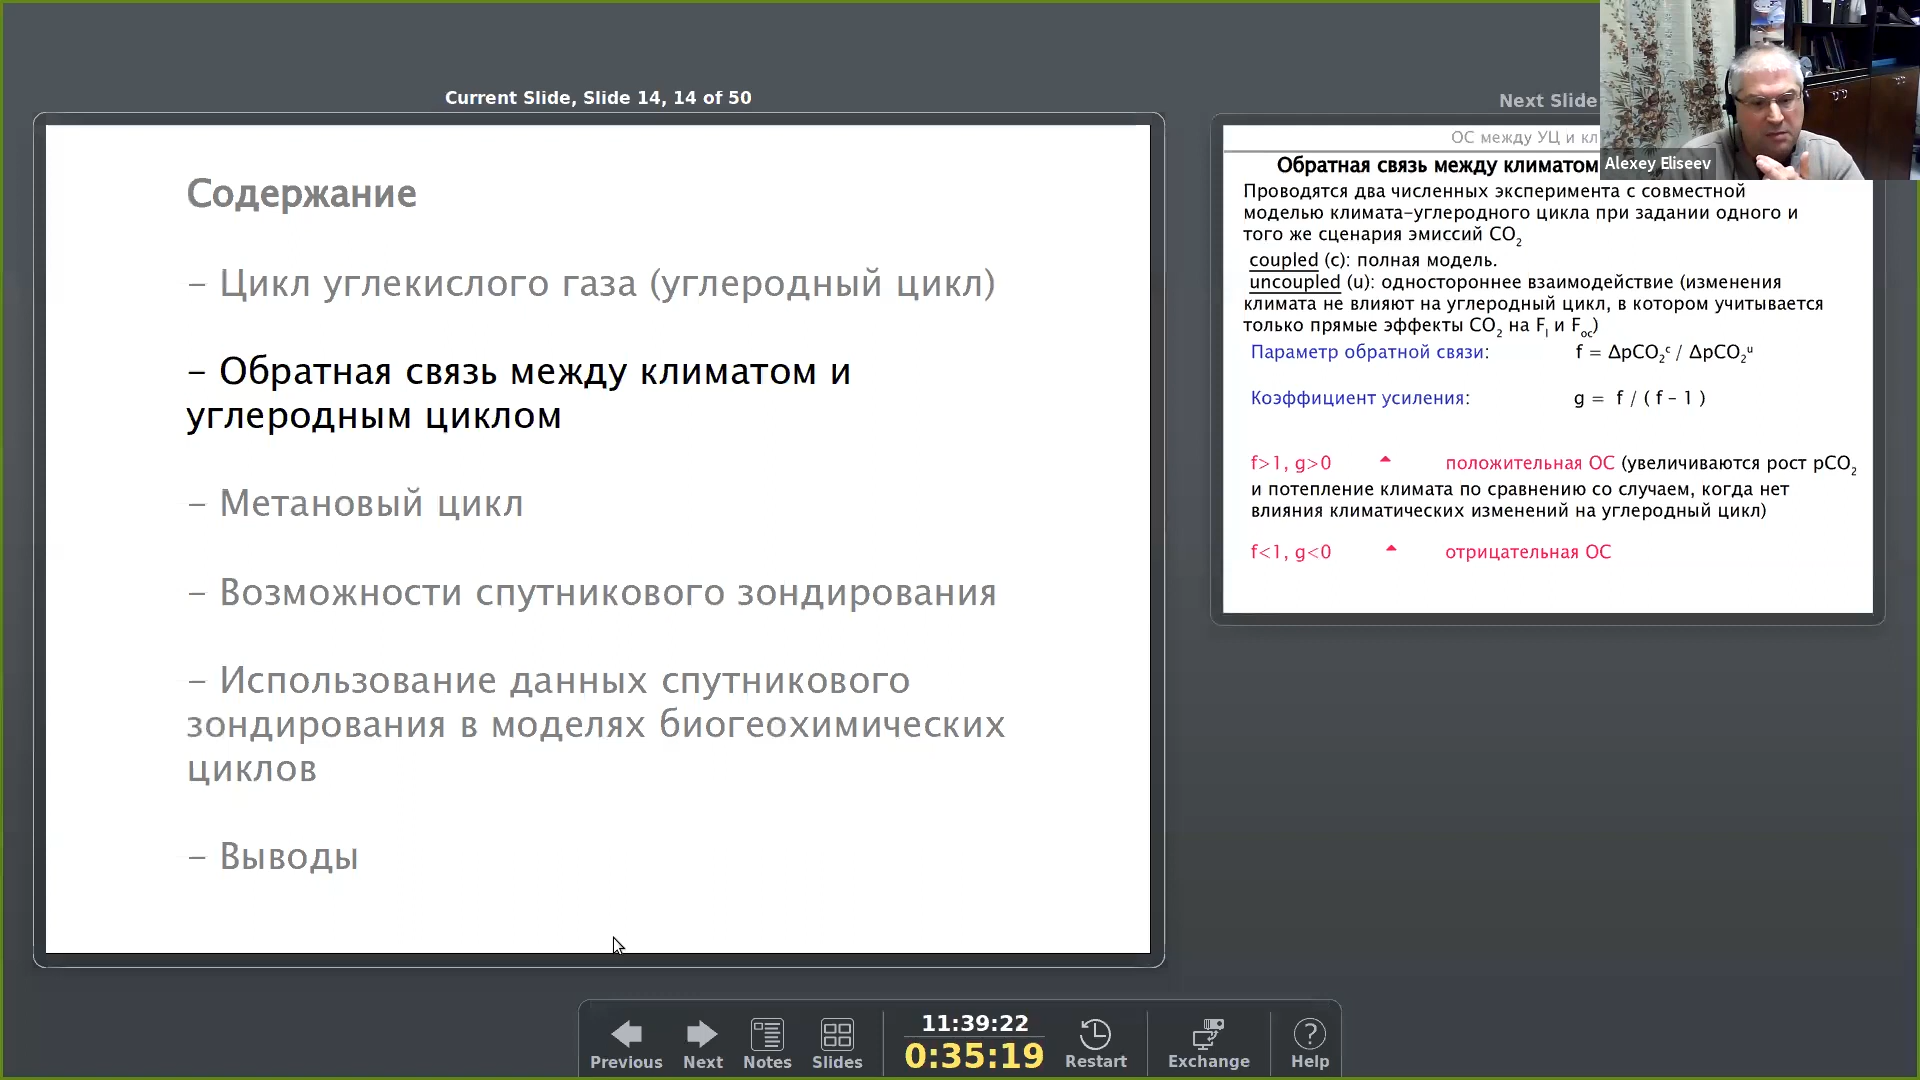 Current Slide, Slide 14, 14 of 50
Содержание
– Цикл углекислого газа (углеродный цикл)
– Обратная связь между климатом и
углеродным циклом
– Метановый цикл
– Возможности спутникового зондирования
– Использование данных спутникового
зондирования в моделях биогеохимических
циклов
– Выводы
Next Slide
Alexey Eliseev
ОС между УЦ и
Обратная связь между климатом
Проводятся два численных эксперимента с совместной
моделью климата–углеродного цикла при задании одного и
того же сценария эмиссий CO₂
coupled (c): полная модель.
uncoupled (u): одностороннее взаимодействие (изменения
климата не влияют на углеродный цикл, в котором учитывается
только прямые эффекты CO₂ на Fₗ и Fₒc)
Параметр обратной связи: f = ΔpCO₂ᶜ / ΔpCO₂ᵘ
Коэффициент усиления: g = f / ( f – 1 )
f>1, g>0 положительная ОС (увеличиваются рост pCO₂
и потепление климата по сравнению со случаем, когда нет
влияния климатических изменений на углеродный цикл)
f<1, g<0 отрицательная ОС
11:39:22
0:35:19
Previous Next Notes Slides Restart Exchange Help